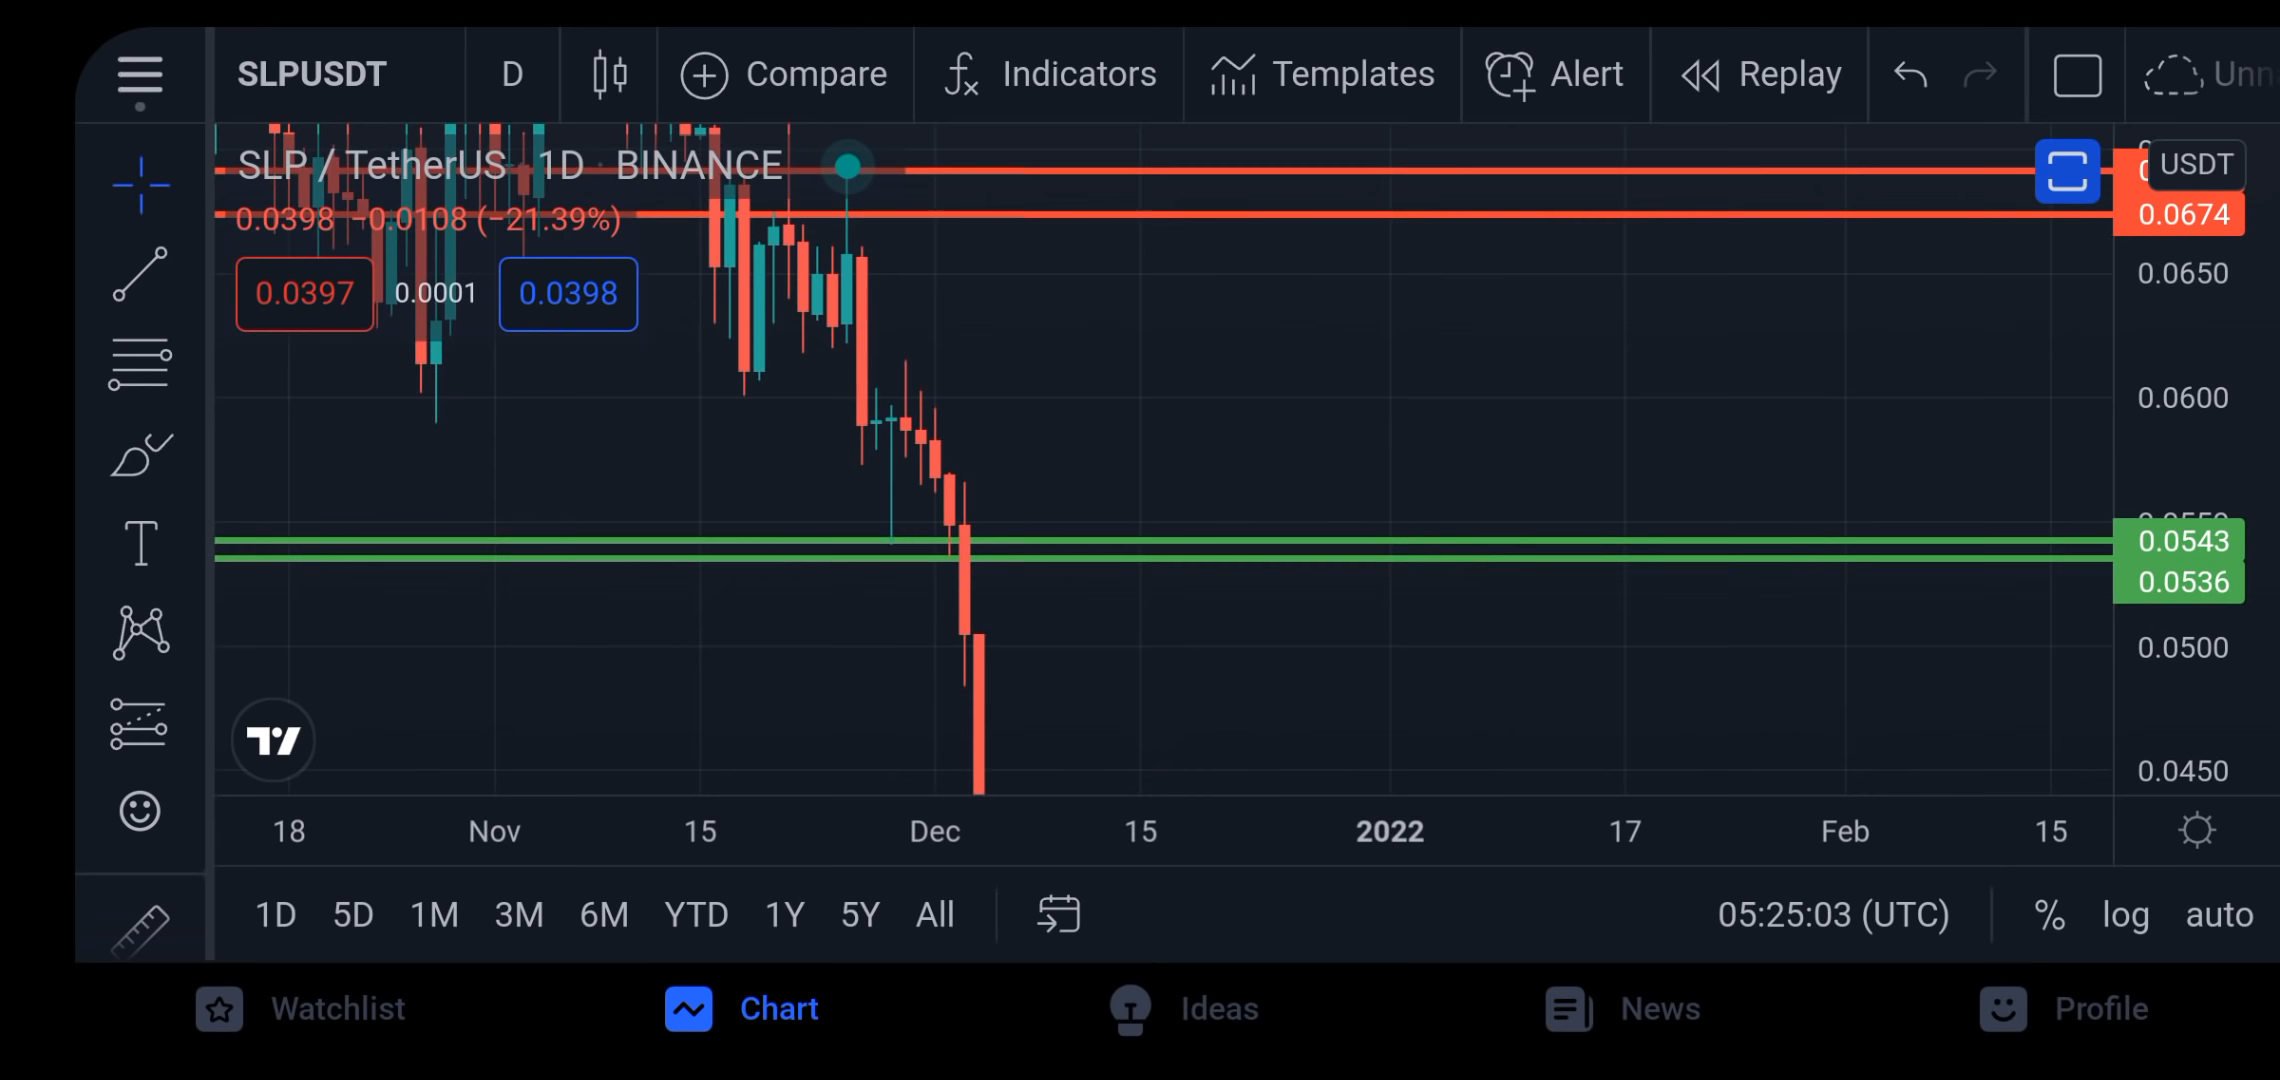 SLPUSDT D Compare Indicators Templates Alert Replay
SLP / TetherUS · 1D · BINANCE
USDT
0.0398 −0.0108 (−21.39%)
0.0674
0.0397 0.0001 0.0398
0.0650
0.0600
0.0543
0.0536
0.0500
0.0450
18 Nov 15 Dec 15 2022 17 Feb 15
1D 5D 1M 3M 6M YTD 1Y 5Y All 05:25:03 (UTC) % log auto
Watchlist Chart Ideas News Profile